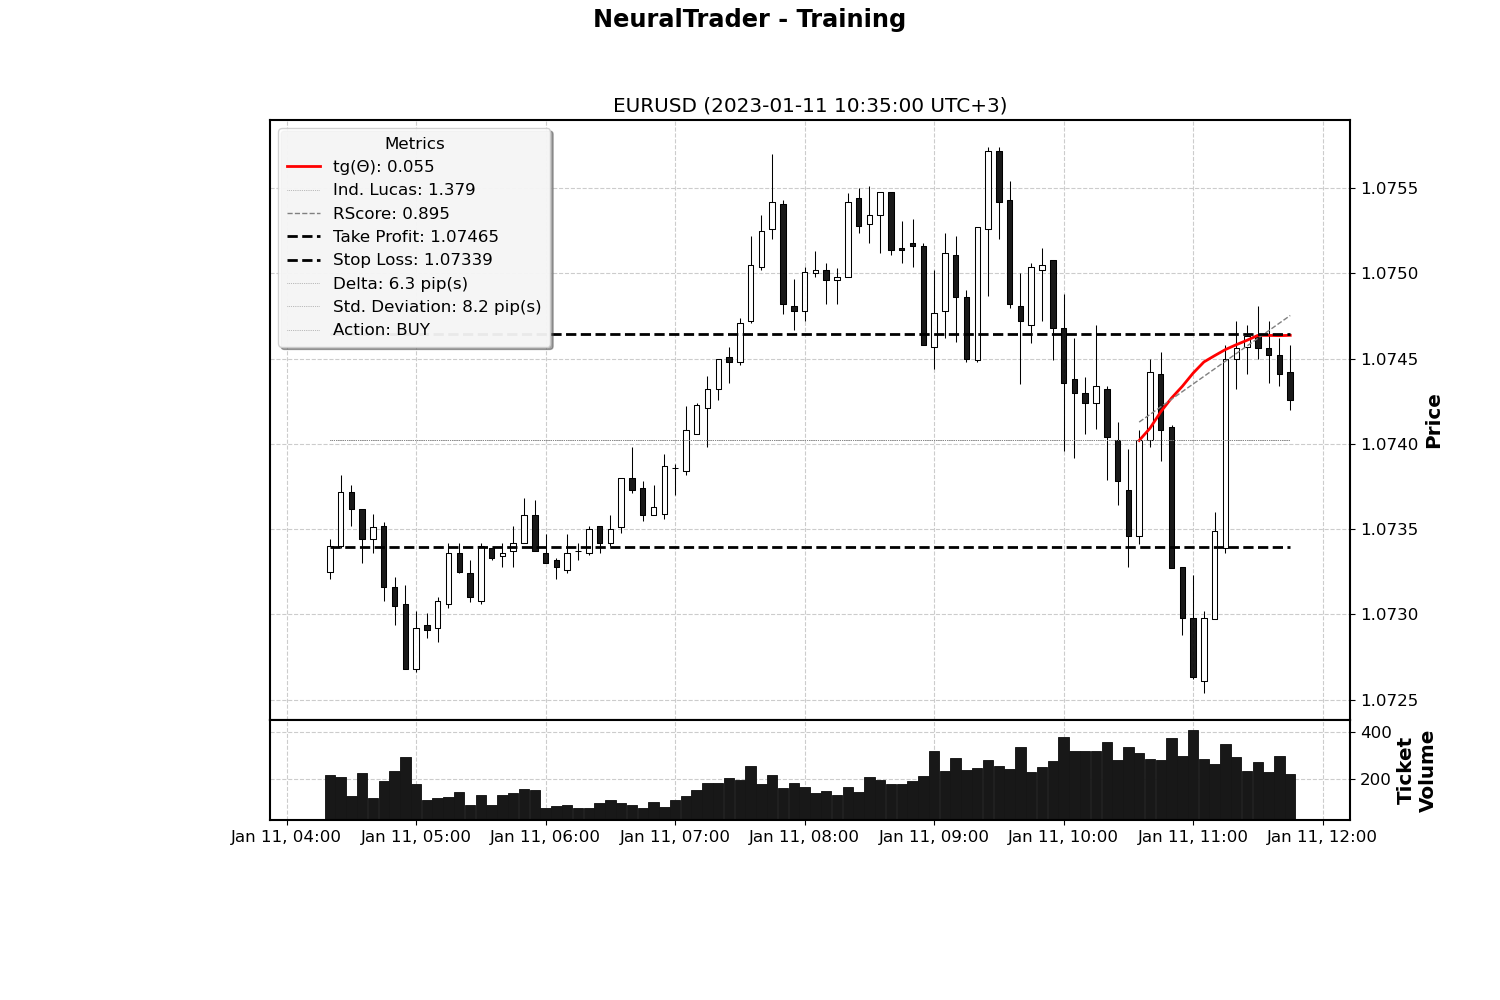 NeuralTrader - Training
EURUSD (2023-01-11 10:35:00 UTC+3)
Metrics
tg(Θ): 0.055
Ind. Lucas: 1.379
RScore: 0.895
Take Profit: 1.07465
Stop Loss: 1.07339
Delta: 6.3 pip(s)
Std. Deviation: 8.2 pip(s)
Action: BUY
1.0755
1.0750
1.0745
1.0740
1.0735
1.0730
1.0725
Price
400
200
Ticket
Volume
Jan 11, 04:00
Jan 11, 05:00
Jan 11, 06:00
Jan 11, 07:00
Jan 11, 08:00
Jan 11, 09:00
Jan 11, 10:00
Jan 11, 11:00
Jan 11, 12:00